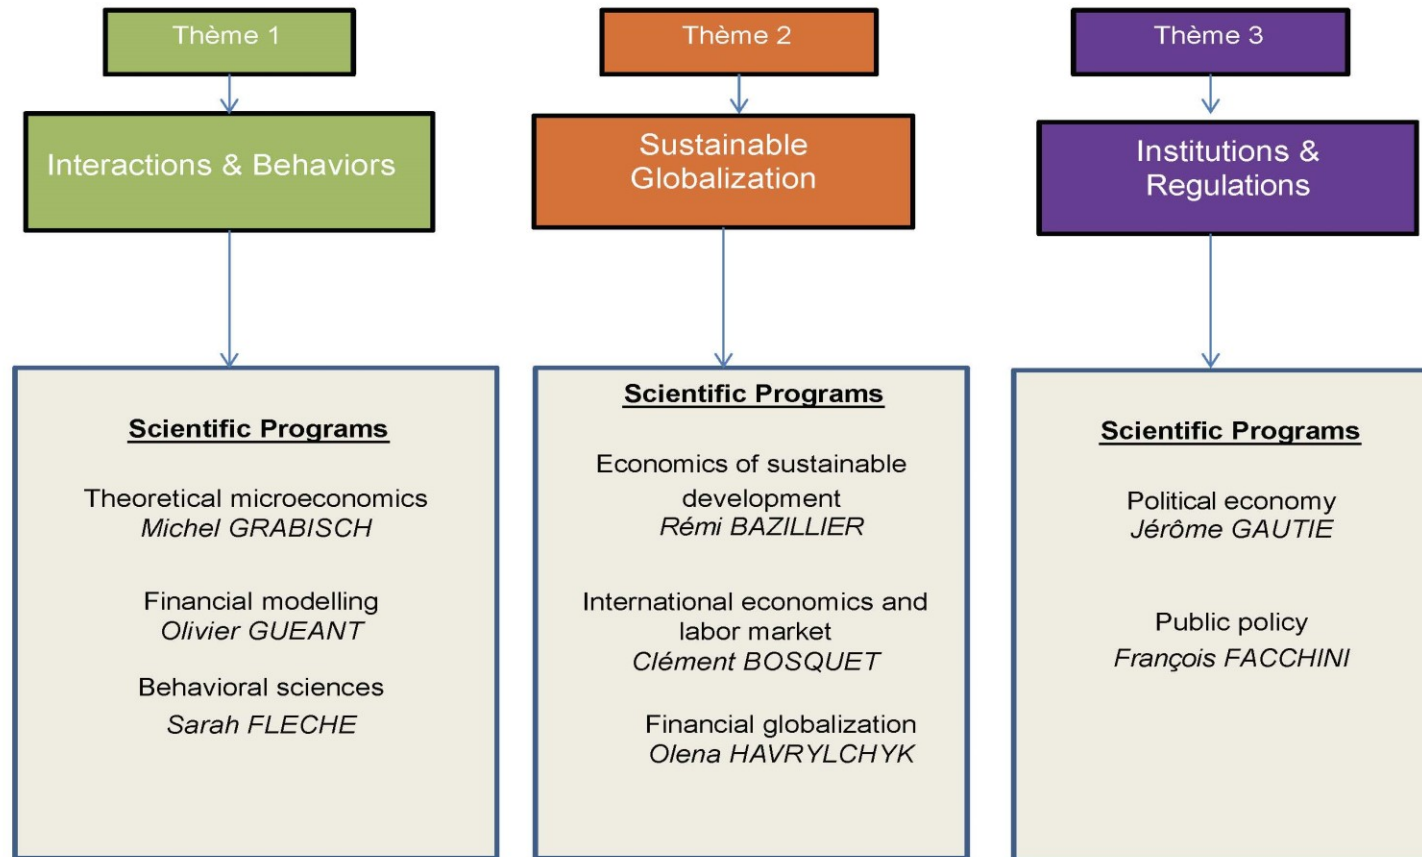 Thème 1
Interactions & Behaviors
Scientific Programs
Theoretical microeconomics
Michel GRABISCH
Financial modelling
Olivier GUEANT
Behavioral sciences
Sarah FLECHE
Thème 2
Sustainable
Globalization
Scientific Programs
Economics of sustainable
development
Rémi BAZILLIER
International economics and
labor market
Clément BOSQUET
Financial globalization
Olena HAVRYLCHYK
Thème 3
Institutions &
Regulations
Scientific Programs
Political economy
Jérôme GAUTIE
Public policy
François FACCHINI